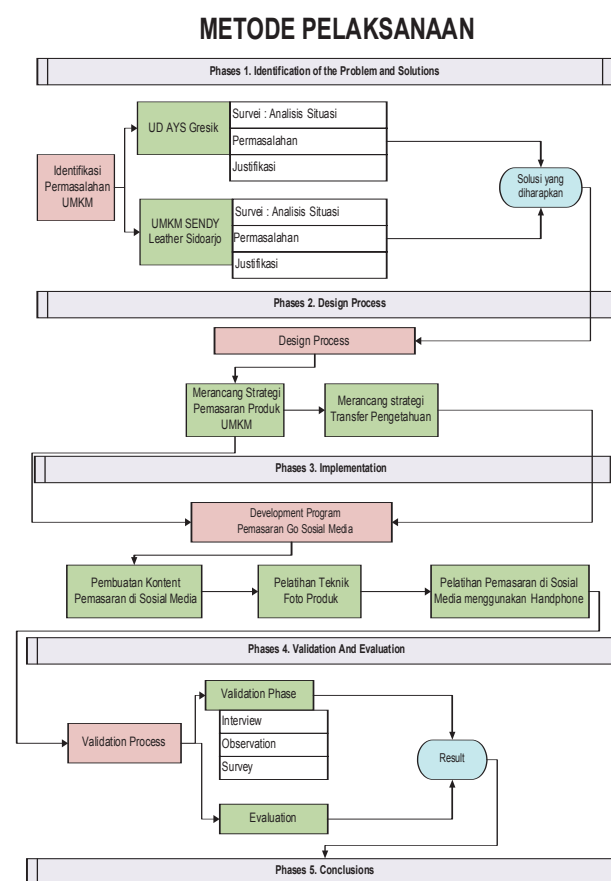 METODE PELAKSANAAN
Phases 1. Identification of the Problem and Solutions
Identifikasi
Permasalahan
UMKM
UD AYS Gresik
Survei : Analisis Situasi
Permasalahan
Justifikasi
UMKM SENDY
Leather Sidoarjo
Survei : Analisis Situasi
Permasalahan
Justifikasi
Solusi yang
diharapkan
Phases 2. Design Process
Design Process
Merancang Strategi
Pemasaran Produk
UMKM
Merancang strategi
Transfer Pengetahuan
Phases 3. Implementation
Development Program
Pemasaran Go Sosial Media
Pembuatan Kontent
Pemasaran di Sosial Media
Pelatihan Teknik
Foto Produk
Pelatihan Pemasaran di Sosial
Media menggunakan Handphone
Phases 4. Validation And Evaluation
Validation Process
Validation Phase
Interview
Observation
Survey
Evaluation
Result
Phases 5. Conclusions